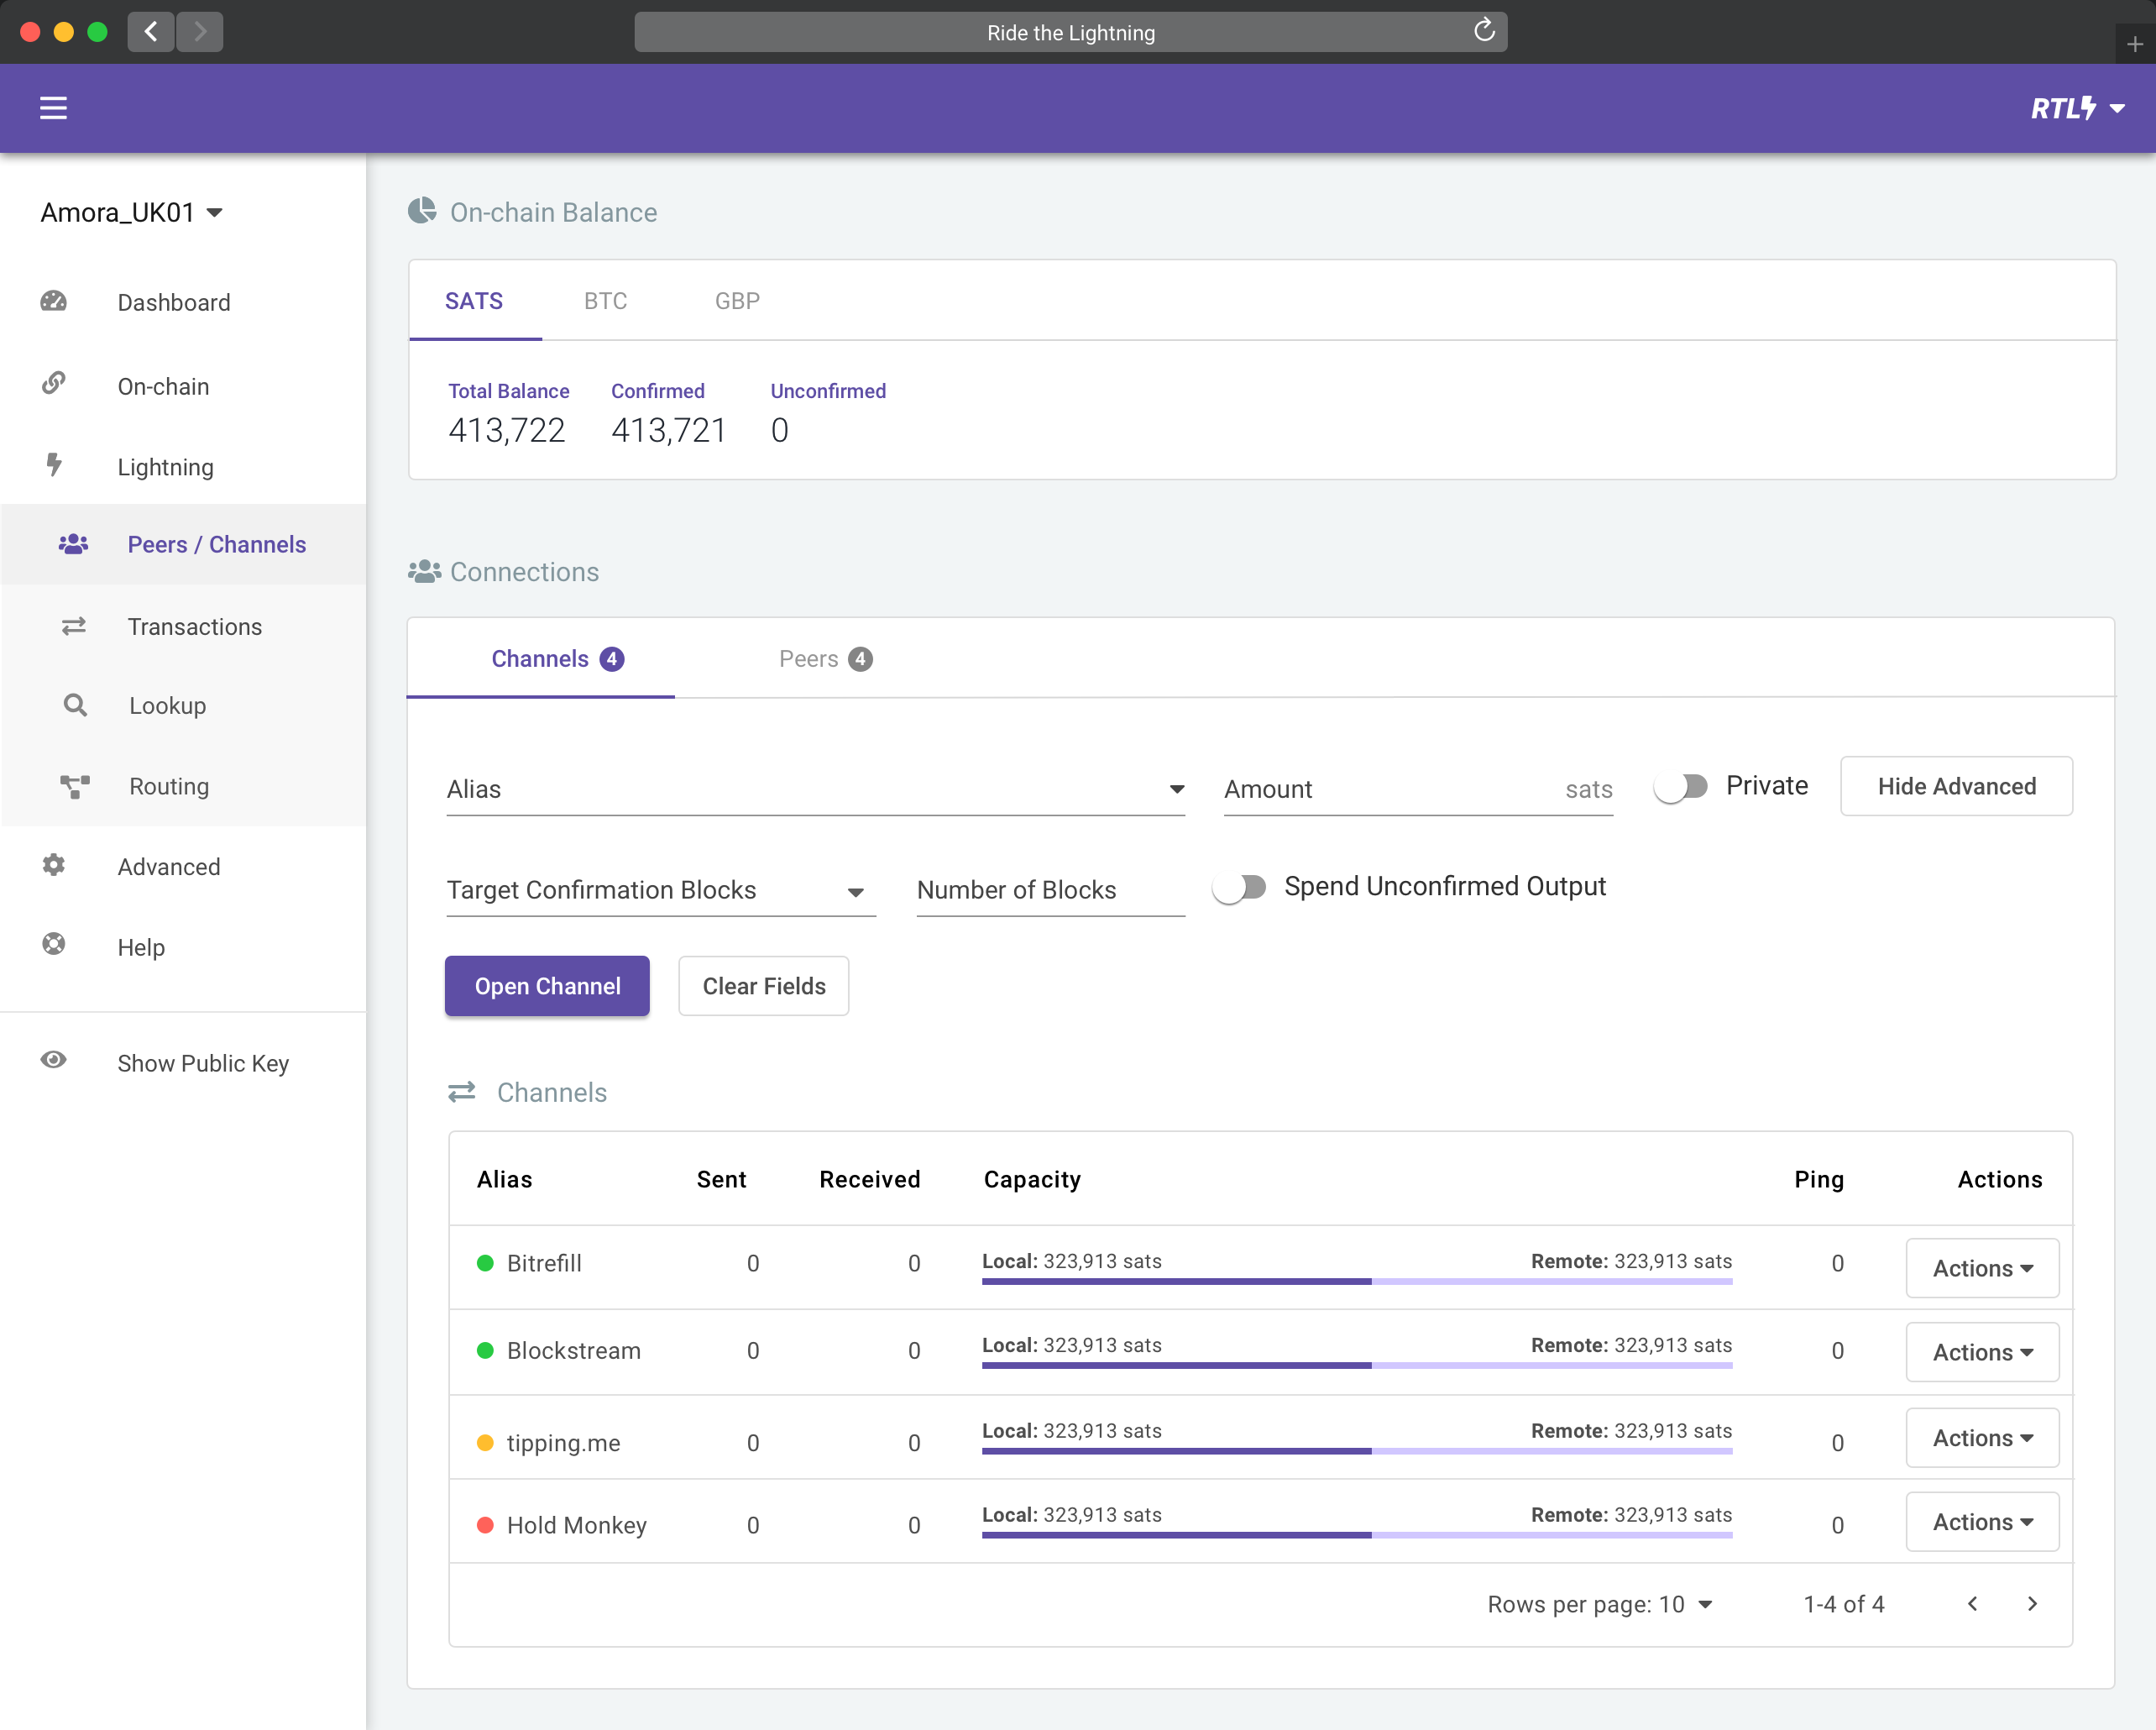 Ride the Lightning
RTL
Amora_UK01
Dashboard
On-chain
Lightning
Peers / Channels
Transactions
Lookup
Routing
Advanced
Help
Show Public Key
On-chain Balance
SATS BTC GBP
Total Balance Confirmed Unconfirmed
413,722 413,721 0
Connections
Channels 4 Peers 4
Alias Amount sats Private Hide Advanced
Target Confirmation Blocks Number of Blocks Spend Unconfirmed Output
Open Channel Clear Fields
Channels
Alias Sent Received Capacity Ping Actions
Bitrefill 0 0 Local: 323,913 sats Remote: 323,913 sats 0 Actions
Blockstream 0 0 Local: 323,913 sats Remote: 323,913 sats 0 Actions
tipping.me 0 0 Local: 323,913 sats Remote: 323,913 sats 0 Actions
Hold Monkey 0 0 Local: 323,913 sats Remote: 323,913 sats 0 Actions
Rows per page: 10 1-4 of 4